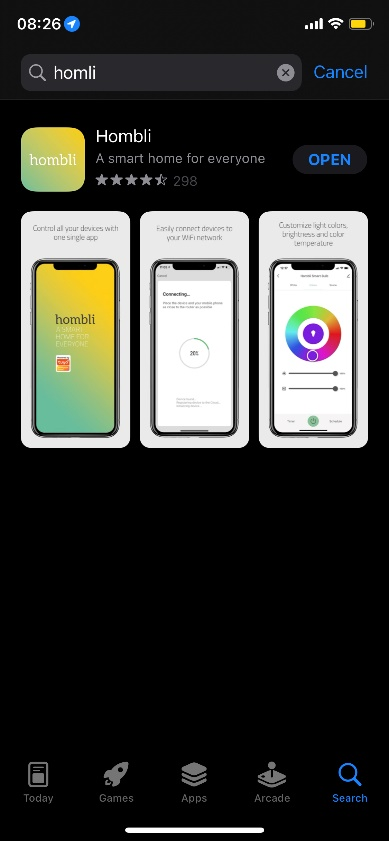 08:26
homli
Cancel
hombli
Hombli
A smart home for everyone
OPEN
298
Control all your devices with
one single app
hombli
A SMART
HOME FOR
EVERYONE
Easily connect devices to
your WiFi network
Connecting...
20%
Customize light colors,
brightness and color
temperature
Today
Games
Apps
Arcade
Search